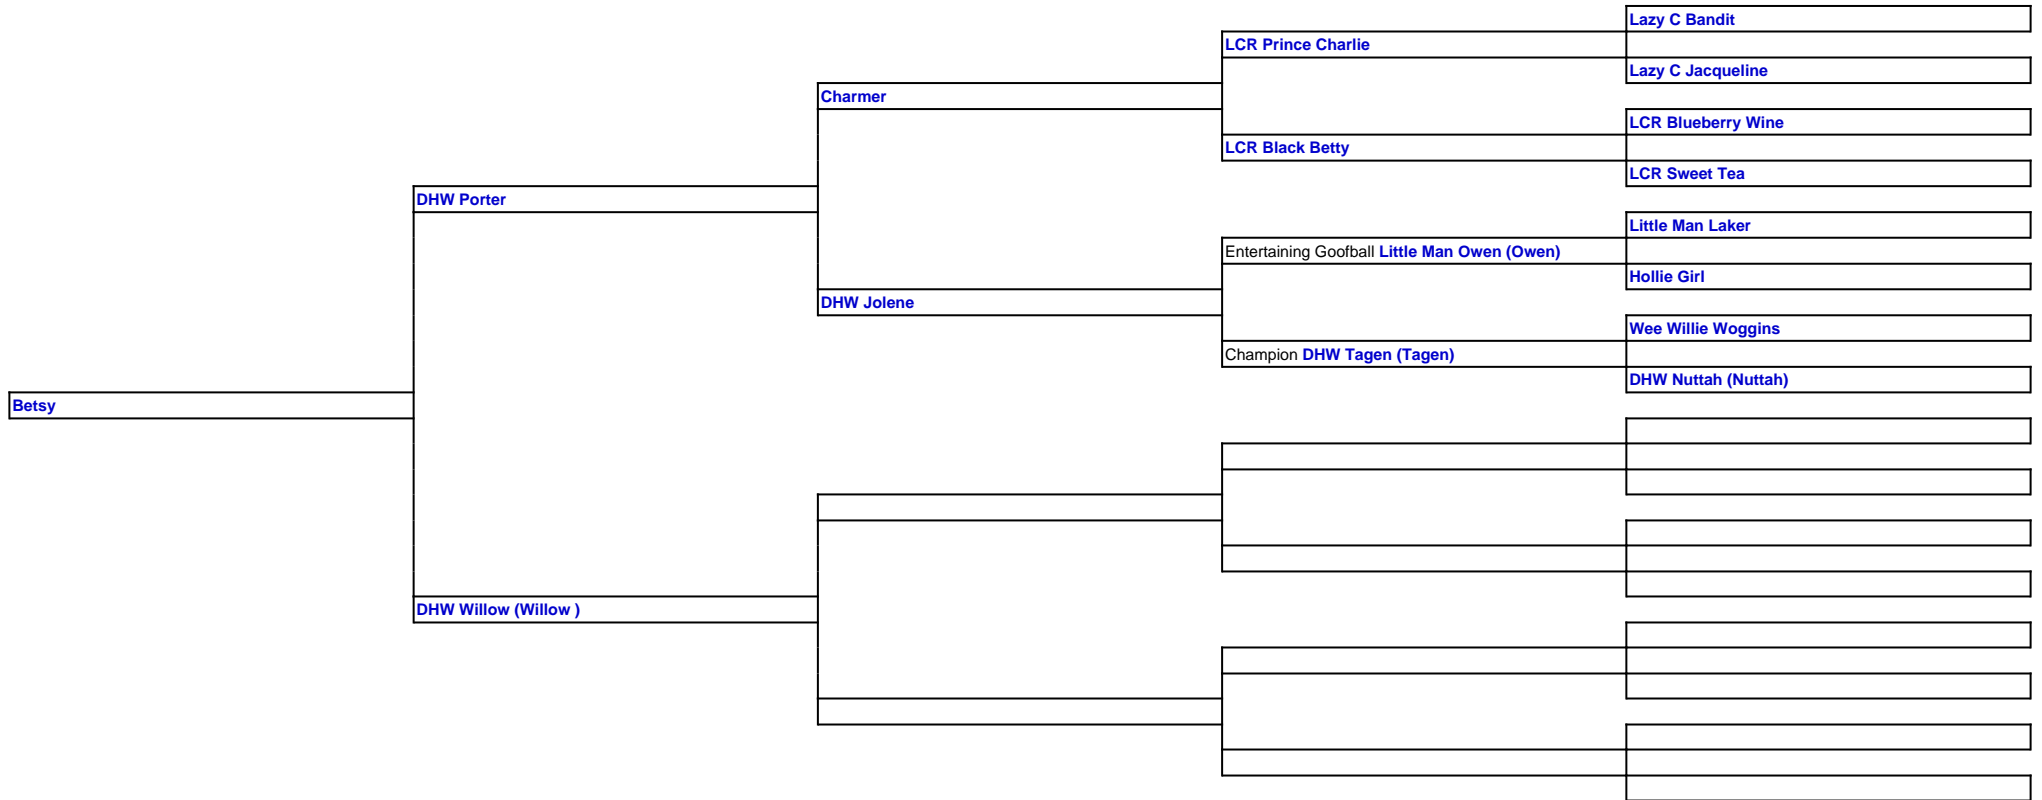 Lazy C Bandit
LCR Prince Charlie
Lazy C Jacqueline
Charmer
LCR Blueberry Wine
LCR Black Betty
LCR Sweet Tea
DHW Porter
Little Man Laker
Entertaining Goofball Little Man Owen (Owen)
Hollie Girl
DHW Jolene
Wee Willie Woggins
Champion DHW Tagen (Tagen)
DHW Nuttah (Nuttah)
Betsy
DHW Willow (Willow )